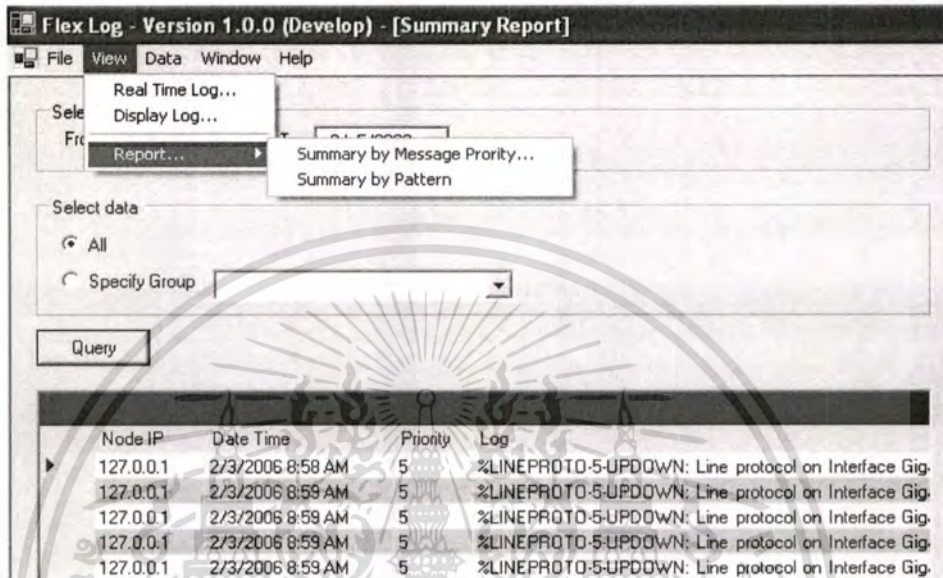 Flex Log - Version 1.0.0 (Develop) - [Summary Report]
File View Data Window Help
Real Time Log...
Display Log...
Report...
Summary by Message Prority...
Summary by Pattern
Select data
All
Specify Group
Query
Node IP Date Time Priority Log
127.0.0.1 2/3/2006 8:58 AM 5 %LINEPROTO-5-UPDOWN: Line protocol on Interface Gig
127.0.0.1 2/3/2006 8:59 AM 5 %LINEPROTO-5-UPDOWN: Line protocol on Interface Gig
127.0.0.1 2/3/2006 8:59 AM 5 %LINEPROTO-5-UPDOWN: Line protocol on Interface Gig
127.0.0.1 2/3/2006 8:59 AM 5 %LINEPROTO-5-UPDOWN: Line protocol on Interface Gig
127.0.0.1 2/3/2006 8:59 AM 5 %LINEPROTO-5-UPDOWN: Line protocol on Interface Gig